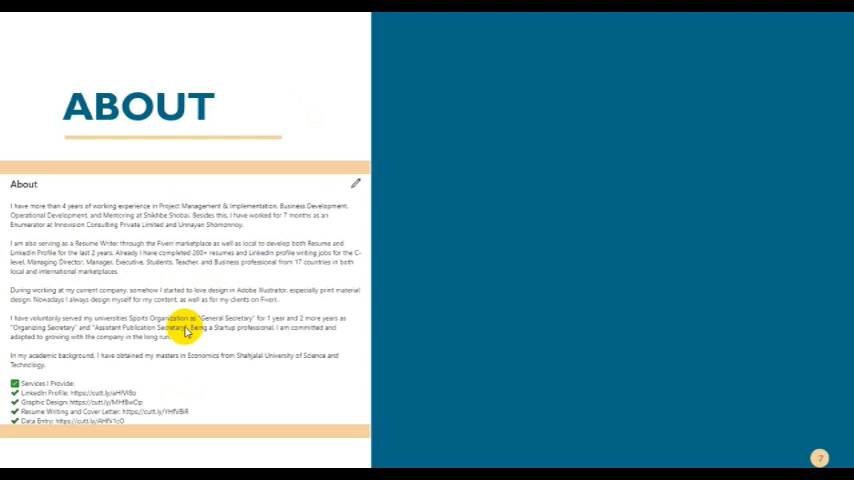 ABOUT
About
I have more than 4 years of working experience in Project Management & Implementation, Business Development,
Operational Development, and Mentoring at Shikhbe Shobai. Besides this, I have worked for 7 months as an
Enumerator at Innovision Consulting Private Limited and Unnayan Shomonnoy.
I am also serving as a Resume Writer through the Fiverr marketplace as well as local to develop both Resume and
LinkedIn Profile for the last 2 years. Already I have completed 200+ resumes and LinkedIn profile writing jobs for the C-
level, Managing Director, Manager, Executive, Students, Teacher, and Business professional from 17 countries in both
local and international marketplaces.
During working at my current company, somehow I started to love design in Adobe Illustrator, especially print material
design. Nowadays I always design myself for my content, as well as for my clients on Fiverr.
I have voluntarily served my universities Sports Organization as "General Secretary" for 1 year and 2 more years as
"Organizing Secretary" and "Assistant Publication Secretary". Being a Startup professional, I am committed and
adapted to growing with the company in the long run.
In my academic background, I have obtained my masters in Economics from Shahjalal University of Science and
Technology.
✅ Services I Provide:
✔ LinkedIn Profile:
✔ Graphic Design:
✔ Resume Writing and Cover Letter:
✔ Data Entry:
7